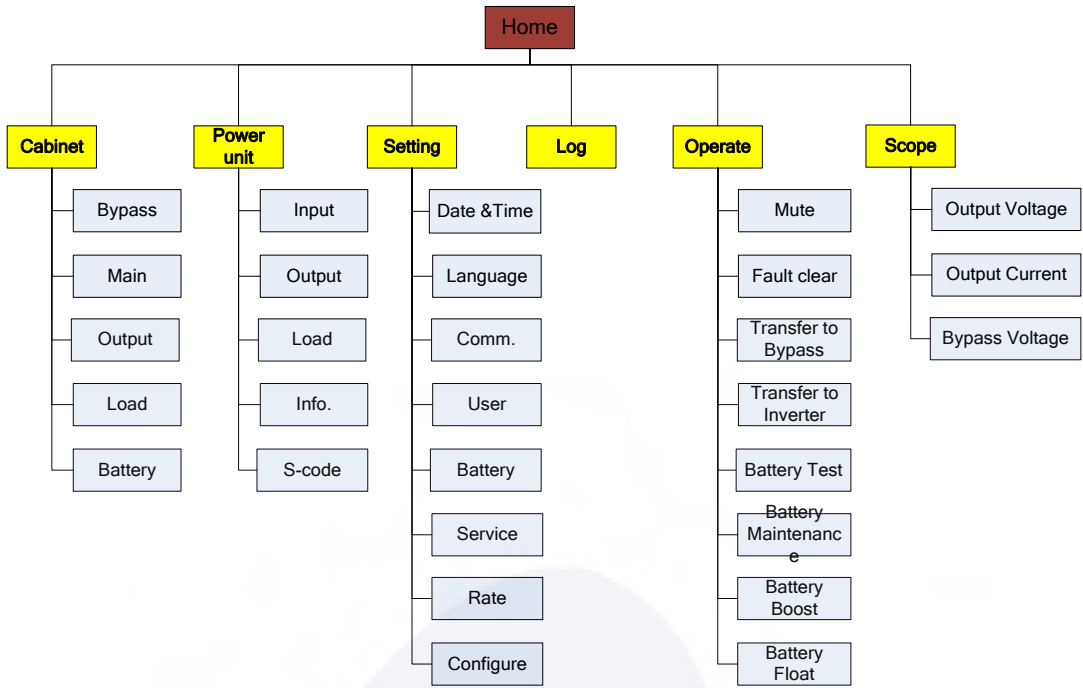 Home
Cabinet
Bypass
Main
Output
Load
Battery
Power
unit
Input
Output
Load
Info.
S-code
Setting
Date &Time
Language
Comm.
User
Battery
Service
Rate
Configure
Log
Operate
Mute
Fault clear
Transfer to
Bypass
Transfer to
Inverter
Battery Test
Battery
Maintenanc
e
Battery
Boost
Battery
Float
Scope
Output Voltage
Output Current
Bypass Voltage